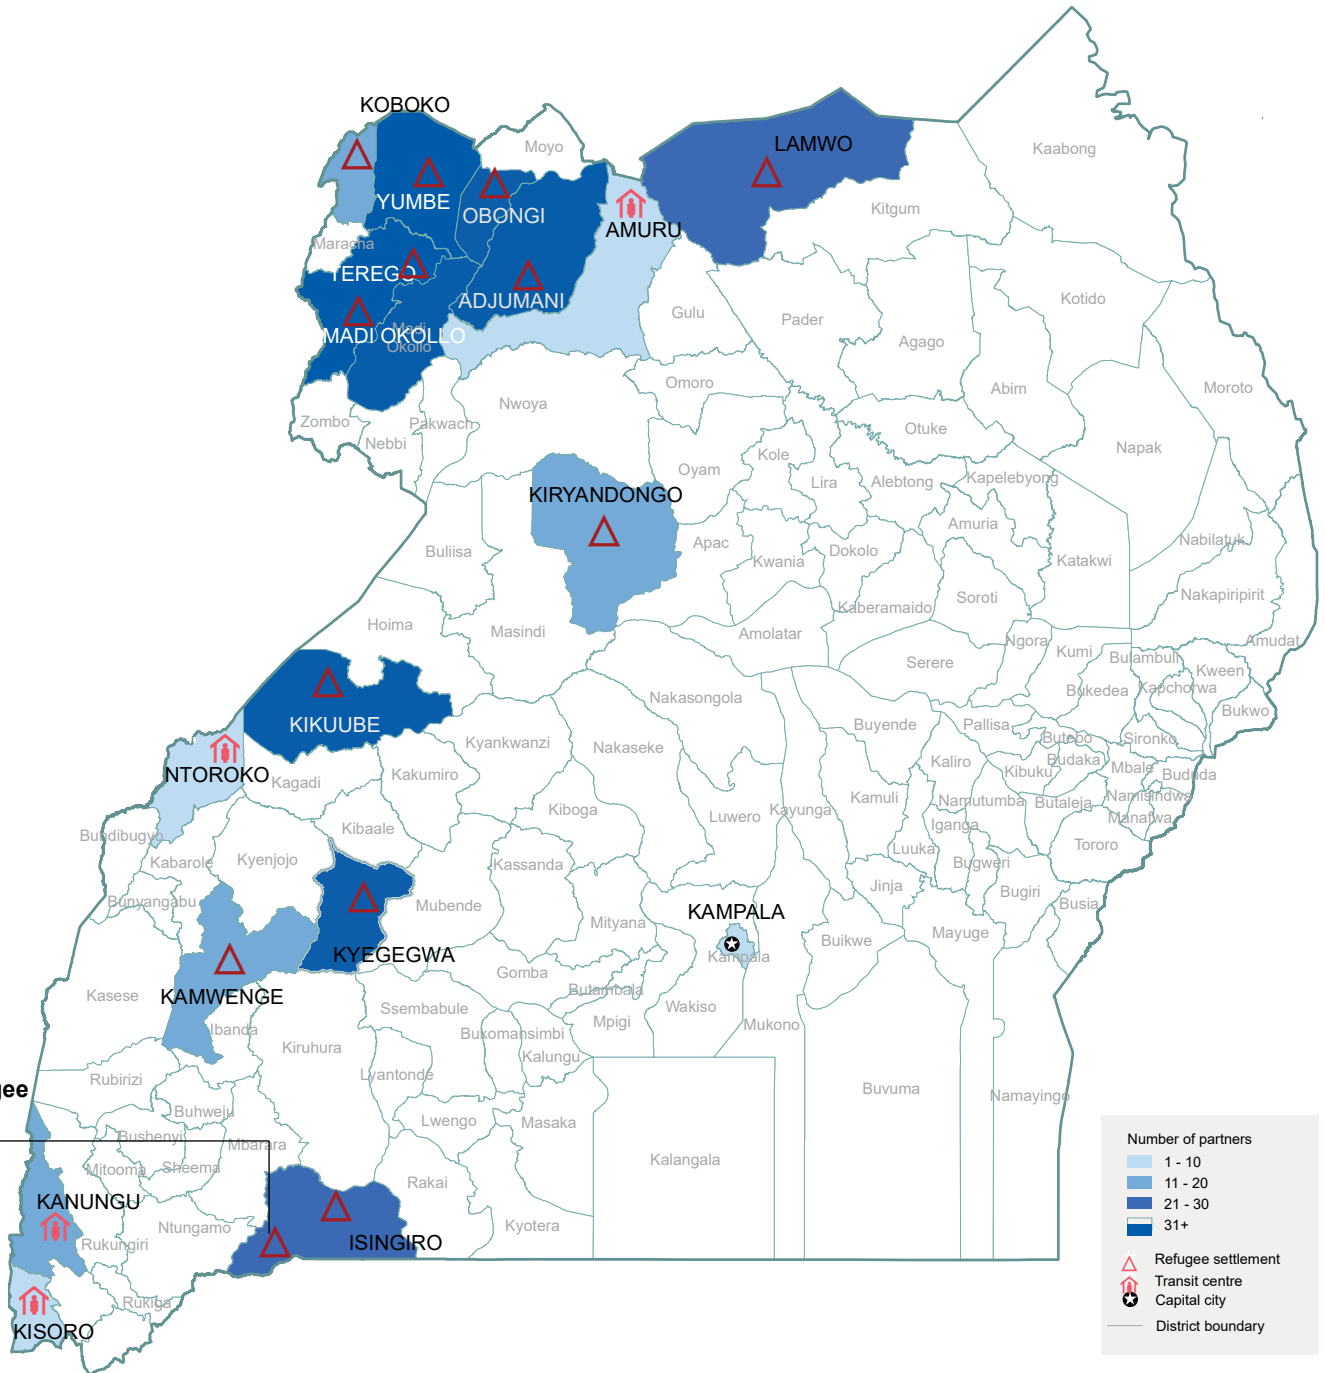 KOBOKO
Moyo
LAMWO
Kaabong
YUMBE
OBONGI
Kitgum
AMURU
Maracha
TEREGO
ADJUMANI
Kotido
Gulu
Pader
MADI OKOLLO
Madi
Okollo
Agago
Omoro
Abim
Moroto
Nwoya
Zombo
Pakwach
Nebbi
Otuke
Napak
Kole
Oyam
Lira
Alebtong
Kapelebyong
KIRYANDONGO
Amuria
Apac
Nabilatuk
Buliisa
Kwania
Dokolo
Katakwi
Soroti
Nakapiripirit
Kaberamaido
Hoima
Masindi
Amolatar
Ngora
Amudat
Kumi
Bulambuli
Serere
Kween
Bukedea
Kapchorwa
Nakasongola
Bukwo
KIKUUBE
Buyende
Pallisa
Kyankwanzi
Nakaseke
Butebo
Sironko
NTOROKO
Kagadi
Kakumiro
Kaliro
Kibuku
Budaka
Mbale
Bududa
Kiboga
Luwero
Kayunga
Kamuli
Namutumba
Butaleja
Namisindwa
Manafwa
Bundibugyo
Kibaale
Iganga
Tororo
Kabarole
Kyenjojo
Kassanda
Luuka
Bugweri
Jinja
Bugiri
Bunyangabu
Mubende
Busia
KAMPALA
Mityana
Kampala
Buikwe
Mayuge
KYEGEGWA
Gomba
Kasese
KAMWENGE
Butambala
Ssembabule
Wakiso
Mukono
Mpigi
Ibanda
Kiruhura
Bukomansimbi
Kalungu
Lyantonde
Rubirizi
gee
Buvuma
Namayingo
Buhweju
Lwengo
Masaka
Bushenyi
Mbarara
Mitooma
Sheema
Kalangala
Rakai
KANUNGU
Ntungamo
Kyotera
Rukungiri
ISINGIRO
Rukiga
KISORO
Number of partners
1 - 10
11 - 20
21 - 30
31+
Refugee settlement
Transit centre
Capital city
District boundary